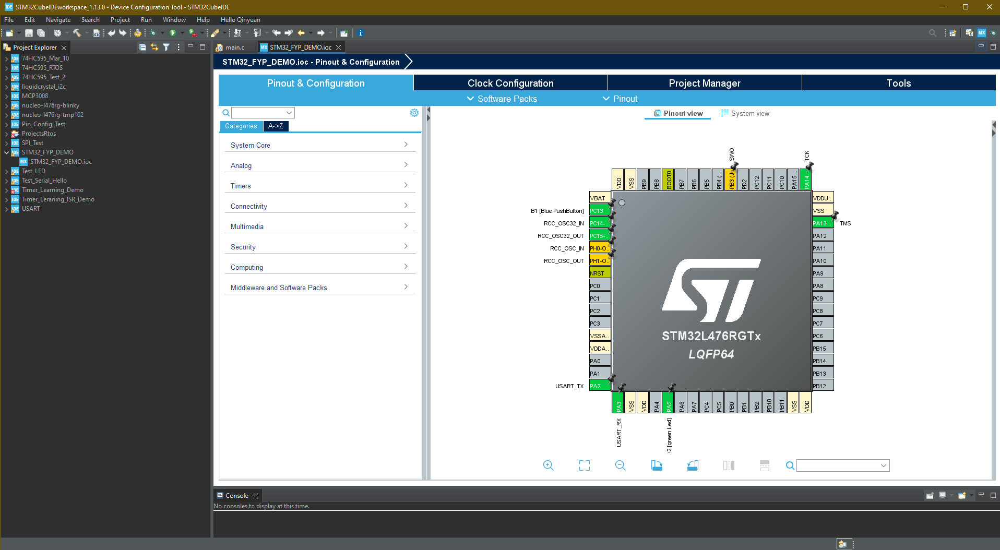 IDE STM32CubeIDEworkspace_1.13.0 - Device Configuration Tool - STM32CubeIDE
File Edit Navigate Search Project Run Window Help Hello Qinyuan
Project Explorer
main.c
MX STM32_FYP_DEMO.ioc
74HC595_Mar_10
74HC595_RTOS
74HC595_Test_2
liquidcrystal_i2c
MCP3008
nucleo-l476rg-blinky
nucleo-l476rg-tmp102
Pin_Config_Test
ProjectsRtos
SPI_Test
STM32_FYP_DEMO
MX STM32_FYP_DEMO.ioc
Test_LED
Test_Serial_Hello
Timer_Learning_Demo
Timer_Leraning_ISR_Demo
USART
STM32_FYP_DEMO.ioc - Pinout & Configuration
Pinout & Configuration
Clock Configuration
Project Manager
Tools
Software Packs
Pinout
Categories
A->Z
System Core
Analog
Timers
Connectivity
Multimedia
Security
Computing
Middleware and Software Packs
Pinout view
System view
SWO
TCK
VDD
VSS
PB9
PB8
BOOT0
PB7
PB6
PB5
PB4 (..
PB3 (J..
PD2
PC12
PC11
PC10
PA15 ..
PA14 ..
VBAT
B1 [Blue PushButton] PC13
RCC_OSC32_IN PC14-..
RCC_OSC32_OUT PC15-..
RCC_OSC_IN PH0-O..
RCC_OSC_OUT PH1-O..
NRST
PC0
PC1
PC2
PC3
VSSA..
VDDA..
PA0
PA1
USART_TX PA2
VDDU..
VSS
PA13 .. TMS
PA12
PA11
PA10
PA9
PA8
PC9
PC8
PC7
PC6
PB15
PB14
PB13
PB12
STM32L476RGTx
LQFP64
PA3
VSS
VDD
PA4
PA5
PA6
PA7
PC4
PC5
PB0
PB1
PB2
PB10
PB11
VSS
VDD
USART_RX
[green Led]
Console
No consoles to display at this time.